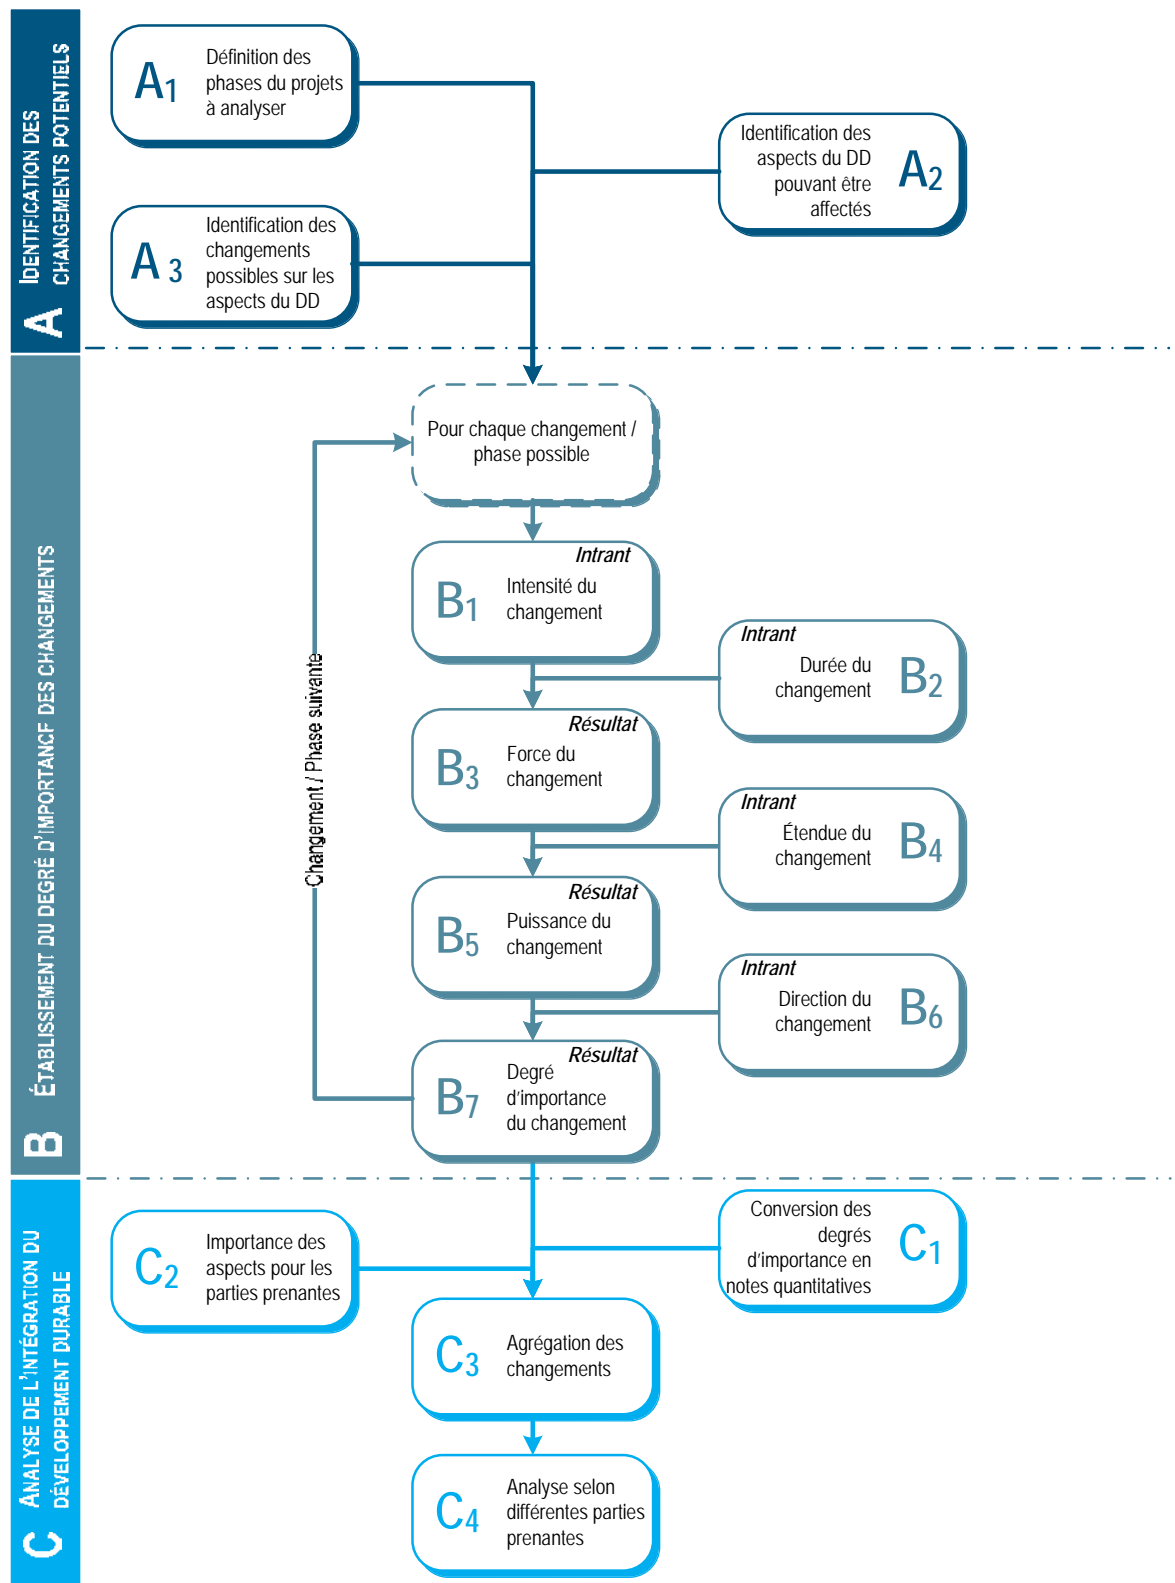 A IDENTIFICATION DES
CHANGEMENTS POTENTIELS
A1
Définition des
phases du projets
à analyser
Identification des
aspects du DD
pouvant être
affectés
A2
A 3
Identification des
changements
possibles sur les
aspects du DD
B ÉTABLISSEMENT DU DEGRÉ D'IMPORTANCE DES CHANGEMENTS
Pour chaque changement /
phase possible
Changement / Phase suivante
Intrant
B1
Intensité du
changement
Intrant
Durée du
changement
B2
Résultat
B3
Force du
changement
Intrant
Étendue du
changement
B4
Résultat
B5
Puissance du
changement
Intrant
Direction du
changement
B6
Résultat
B7
Degré
d'importance
du changement
C ANALYSE DE L'INTÉGRATION DU
DÉVELOPPEMENT DURABLE
Conversion des
degrés
d'importance en
notes quantitatives
C1
C2
Importance des
aspects pour les
parties prenantes
C3
Agrégation des
changements
C4
Analyse selon
différentes parties
prenantes